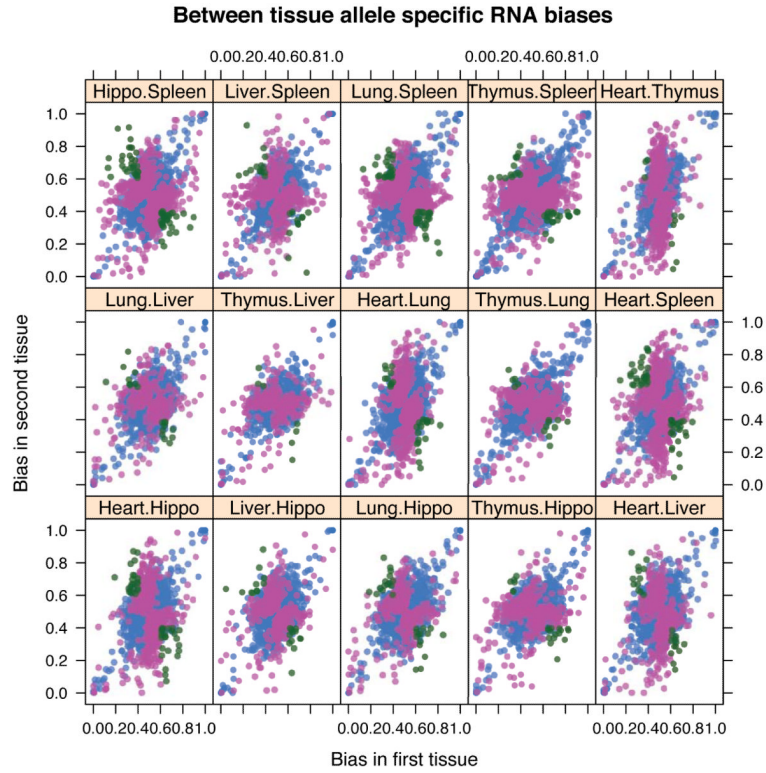 Between tissue allele specific RNA biases
0.00.20.40.60.81.0 0.00.20.40.60.81.0
Hippo.Spleen Liver.Spleen Lung.Spleen Thymus.Spleen Heart.Thymus
1.0
0.8
0.6
0.4
0.2
0.0
Lung.Liver Thymus.Liver Heart.Lung Thymus.Lung Heart.Spleen
1.0
0.8
0.6
0.4
0.2
0.0
Heart.Hippo Liver.Hippo Lung.Hippo Thymus.Hippo Heart.Liver
1.0
0.8
0.6
0.4
0.2
0.0
0.00.20.40.60.81.0 0.00.20.40.60.81.0 0.00.20.40.60.81.0
Bias in second tissue
Bias in first tissue